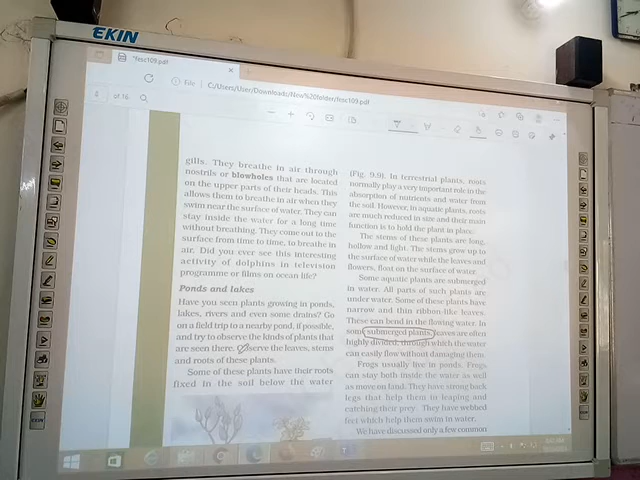 EKIN
*fesc109.pdf
File
C:/Users/User/Downloads/New%20folder/fesc109.pdf
of 16
gills. They breathe in air through
nostrils or blowholes that are located
on the upper parts of their heads. This
allows them to breathe in air when they
swim near the surface of water. They can
stay inside the water for a long time
without breathing. They come out to the
surface from time to time, to breathe in
air. Did you ever see this interesting
activity of dolphins in television
programme or films on ocean life?
Ponds and lakes
Have you seen plants growing in ponds,
lakes, rivers and even some drains? Go
on a field trip to a nearby pond, if possible,
and try to observe the kinds of plants that
are seen there. Observe the leaves, stems
and roots of these plants.
Some of these plants have their roots
fixed in the soil below the water
(Fig. 9.9). In terrestrial plants, roots
normally play a very important role in the
absorption of nutrients and water from
the soil. However, in aquatic plants, roots
are much reduced in size and their main
function is to hold the plant in place.
The stems of these plants are long,
hollow and light. The stems grow up to
the surface of water while the leaves and
flowers, float on the surface of water.
Some aquatic plants are submerged
in water. All parts of such plants are
under water. Some of these plants have
narrow and thin ribbon-like leaves.
These can bend in the flowing water. In
some submerged plants, leaves are often
highly divided, through which the water
can easily flow without damaging them.
Frogs usually live in ponds. Frogs
can stay both inside the water as well
as move on land. They have strong back
legs that help them in leaping and
catching their prey. They have webbed
feet which help them swim in water.
We have discussed only a few common
EKIN